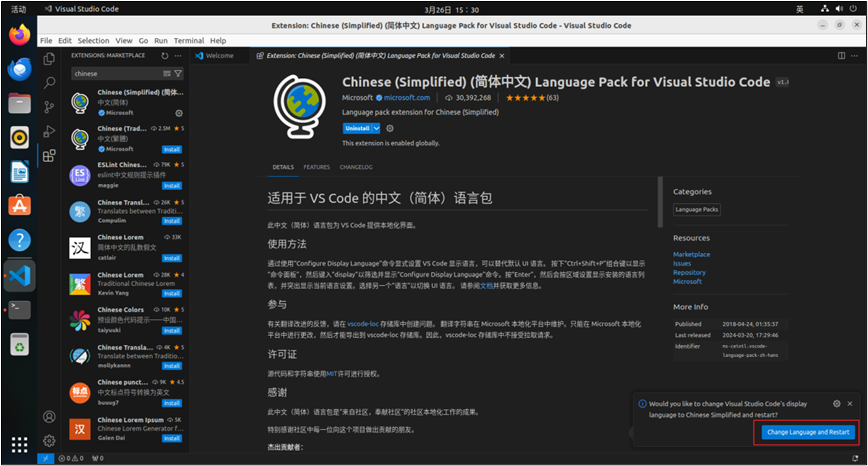 活动
Visual Studio Code
3月26日 15：30
英
Extension: Chinese (Simplified) (简体中文) Language Pack for Visual Studio Code - Visual Studio Code
File Edit Selection View Go Run Terminal Help
EXTENSIONS: MARKETPLACE
chinese
Chinese (Simplified) (简体...
中文(简体)
Microsoft
Chinese (Trad... 2.5M ★ 5
中文(繁體)
Microsoft Install
ESLint Chines... 79K ★ 5
eslint中文规则提示插件
maggie Install
Chinese Transl... 26K ★ 5
Translates between Traditi...
Compulim Install
Chinese Lorem 33K
简体中文的乱数假文
catlair Install
Chinese Lorem 28K ★ 4
Traditional Chinese Lorem
Kevin Yang Install
Chinese Colors 10K ★ 5
预设颜色代码提示——中国...
taiyuuki Install
Chinese Transla... 4K ★ 5
Translate between Traditio...
mollykannn Install
Chinese punct... 9K ★ 4.5
中文标点符号转换为英文
buuug7 Install
Chinese Lorem Ipsum 5K
Chinese Lorem Generator f...
Galen Dai Install
Welcome
Extension: Chinese (Simplified) (简体中文) Language Pack for Visual Studio Code
Chinese (Simplified) (简体中文) Language Pack for Visual Studio Code
Microsoft microsoft.com 30,392,268 ★★★★★(63)
Language pack extension for Chinese (Simplified)
Uninstall
This extension is enabled globally.
DETAILS FEATURES CHANGELOG
适用于 VS Code 的中文（简体）语言包
此中文（简体）语言包为 VS Code 提供本地化界面。
使用方法
通过使用“Configure Display Language”命令显式设置 VS Code 显示语言，可以替代默认 UI 语言。 按下“Ctrl+Shift+P”组合键以显示
“命令面板”，然后键入“display”以筛选并显示“Configure Display Language”命令。按“Enter”，然后会按区域设置显示安装的语言列
表，并突出显示当前语言设置。选择另一个“语言”以切换 UI 语言。 请参阅文档并获取更多信息。
参与
有关翻译改进的反馈，请在 vscode-loc 存储库中创建问题。翻译字符串在 Microsoft 本地化平台中维护。只能在 Microsoft 本地化
平台中进行更改，然后才能导出到 vscode-loc 存储库。因此，vscode-loc 存储库中不接受拉取请求。
许可证
源代码和字符串使用MIT许可进行授权。
感谢
此中文（简体）语言包是“来自社区，奉献社区”的社区本地化工作的成果。
特别感谢社区中每一位向这个项目做出贡献的朋友。
杰出贡献者：
Categories
Language Packs
Resources
Marketplace
Issues
Repository
Microsoft
More Info
Published 2018-04-24, 01:35:37
Last released 2024-03-20, 17:29:46
Identifier ms-ceintl.vscode-
language-pack-zh-hans
Would you like to change Visual Studio Code's display
language to Chinese Simplified and restart?
Change Language and Restart
0 0 0